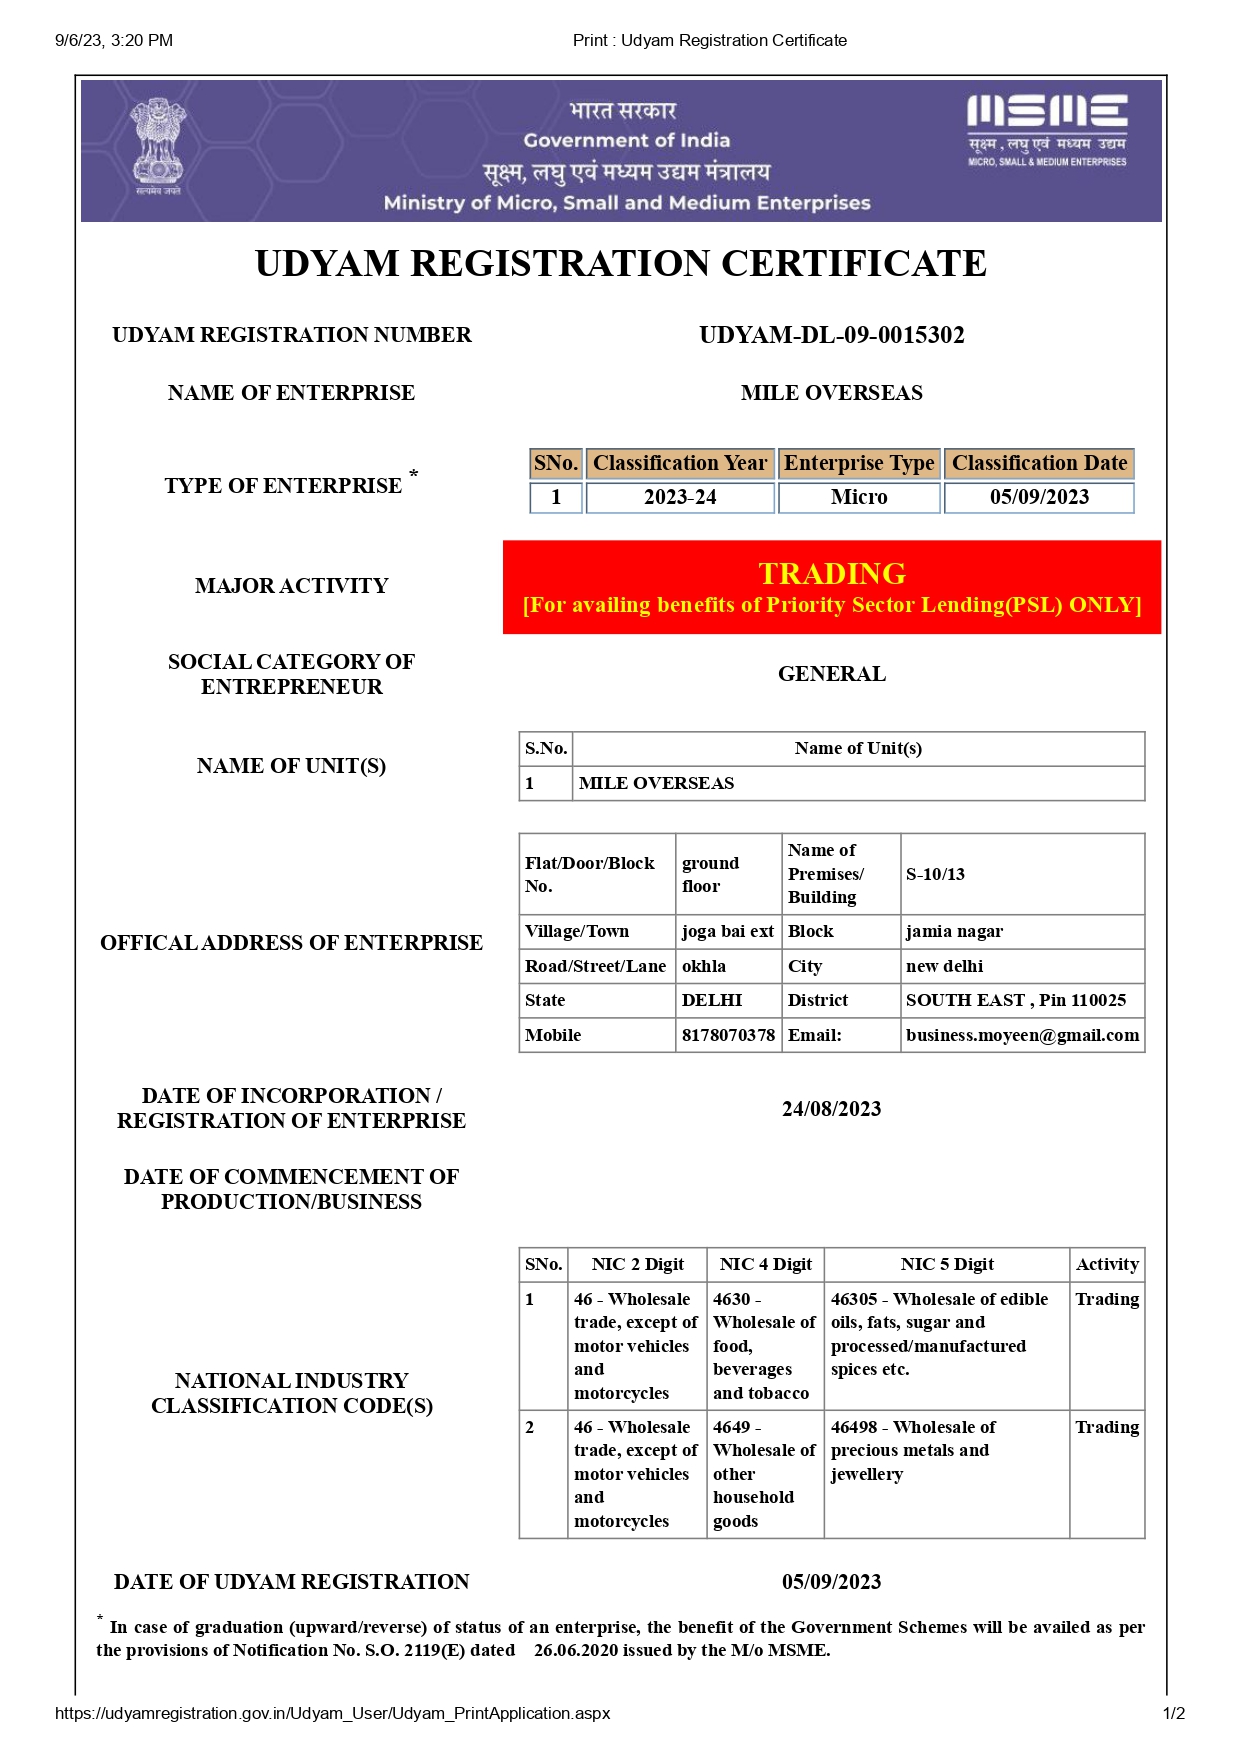 9/6/23, 3:20 PM
Print : Udyam Registration Certificate
सत्यमेव जयते
भारत सरकार
Government of India
सूक्ष्म, लघु एवं मध्यम उद्यम मंत्रालय
Ministry of Micro, Small and Medium Enterprises
MSME
सूक्ष्म , लघु एवं मध्यम उद्यम
MICRO, SMALL & MEDIUM ENTERPRISES
UDYAM REGISTRATION CERTIFICATE
UDYAM REGISTRATION NUMBER
UDYAM-DL-09-0015302
NAME OF ENTERPRISE
MILE OVERSEAS
TYPE OF ENTERPRISE *
SNo. Classification Year Enterprise Type Classification Date
1 2023-24 Micro 05/09/2023
MAJOR ACTIVITY
TRADING
[For availing benefits of Priority Sector Lending(PSL) ONLY]
SOCIAL CATEGORY OF
ENTREPRENEUR
GENERAL
NAME OF UNIT(S)
S.No. Name of Unit(s)
1 MILE OVERSEAS
OFFICAL ADDRESS OF ENTERPRISE
Flat/Door/Block
No.
ground
floor
Name of
Premises/
Building
S-10/13
Village/Town joga bai ext Block jamia nagar
Road/Street/Lane okhla City new delhi
State DELHI District SOUTH EAST , Pin 110025
Mobile 8178070378 Email: business.moyeen@gmail.com
DATE OF INCORPORATION /
REGISTRATION OF ENTERPRISE
24/08/2023
DATE OF COMMENCEMENT OF
PRODUCTION/BUSINESS
NATIONAL INDUSTRY
CLASSIFICATION CODE(S)
SNo. NIC 2 Digit NIC 4 Digit NIC 5 Digit Activity
1
46 - Wholesale
trade, except of
motor vehicles
and
motorcycles
4630 -
Wholesale of
food,
beverages
and tobacco
46305 - Wholesale of edible
oils, fats, sugar and
processed/manufactured
spices etc.
Trading
2
46 - Wholesale
trade, except of
motor vehicles
and
motorcycles
4649 -
Wholesale of
other
household
goods
46498 - Wholesale of
precious metals and
jewellery
Trading
DATE OF UDYAM REGISTRATION
05/09/2023
* In case of graduation (upward/reverse) of status of an enterprise, the benefit of the Government Schemes will be availed as per
the provisions of Notification No. S.O. 2119(E) dated 26.06.2020 issued by the M/o MSME.
https://udyamregistration.gov.in/Udyam_User/Udyam_PrintApplication.aspx
1/2